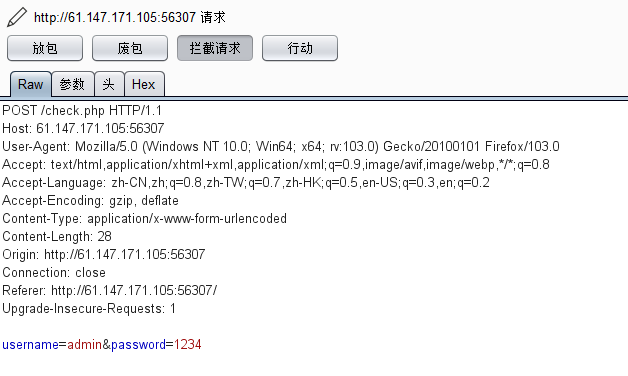 http://61.147.171.105:56307 请求
放包 废包 拦截请求 行动
Raw 参数 头 Hex
POST /check.php HTTP/1.1
Host: 61.147.171.105:56307
User-Agent: Mozilla/5.0 (Windows NT 10.0; Win64; x64; rv:103.0) Gecko/20100101 Firefox/103.0
Accept: text/html,application/xhtml+xml,application/xml;q=0.9,image/avif,image/webp,*/*;q=0.8
Accept-Language: zh-CN,zh;q=0.8,zh-TW;q=0.7,zh-HK;q=0.5,en-US;q=0.3,en;q=0.2
Accept-Encoding: gzip, deflate
Content-Type: application/x-www-form-urlencoded
Content-Length: 28
Origin: http://61.147.171.105:56307
Connection: close
Referer: http://61.147.171.105:56307/
Upgrade-Insecure-Requests: 1
username=admin&password=1234